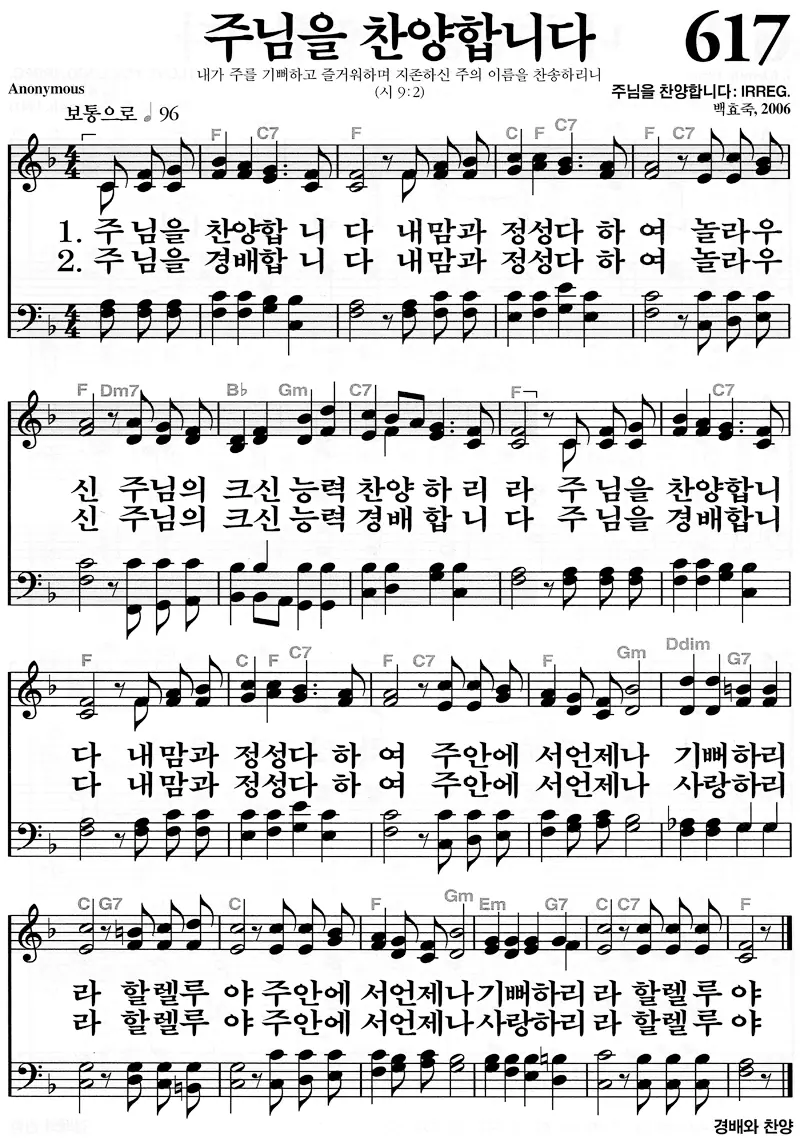 주님을 찬양합니다 617
내가 주를 기뻐하고 즐거워하며 지존하신 주의 이름을 찬송하리니
Anonymous (시 9:2) 주님을 찬양합니다: IRREG.
보통으로 ♩ 96 백효죽, 2006
F C7 F C F C7 F C7
1. 주님을 찬양합 니 다 내맘과 정성다 하 여 놀라우
2. 주님을 경배합 니 다 내맘과 정성다 하 여 놀라우
F Dm7 B♭ Gm C7 F C7
신 주님의 크신 능력 찬양 하 리 라 주 님을 찬양합니
신 주님의 크신 능력 경배 합 니 다 주 님을 경배합니
F C F C7 F C7 F Gm Ddim G7
다 내맘과 정성다 하 여 주안에 서언제나 기뻐하리
다 내맘과 정성다 하 여 주안에 서언제나 사랑하리
C G7 C F Gm Em G7 C C7 F
라 할렐루 야 주안에 서언제나 기뻐하리 라 할렐루 야
라 할렐루 야 주안에 서언제나 사랑하리 라 할렐루 야
경배와 찬양